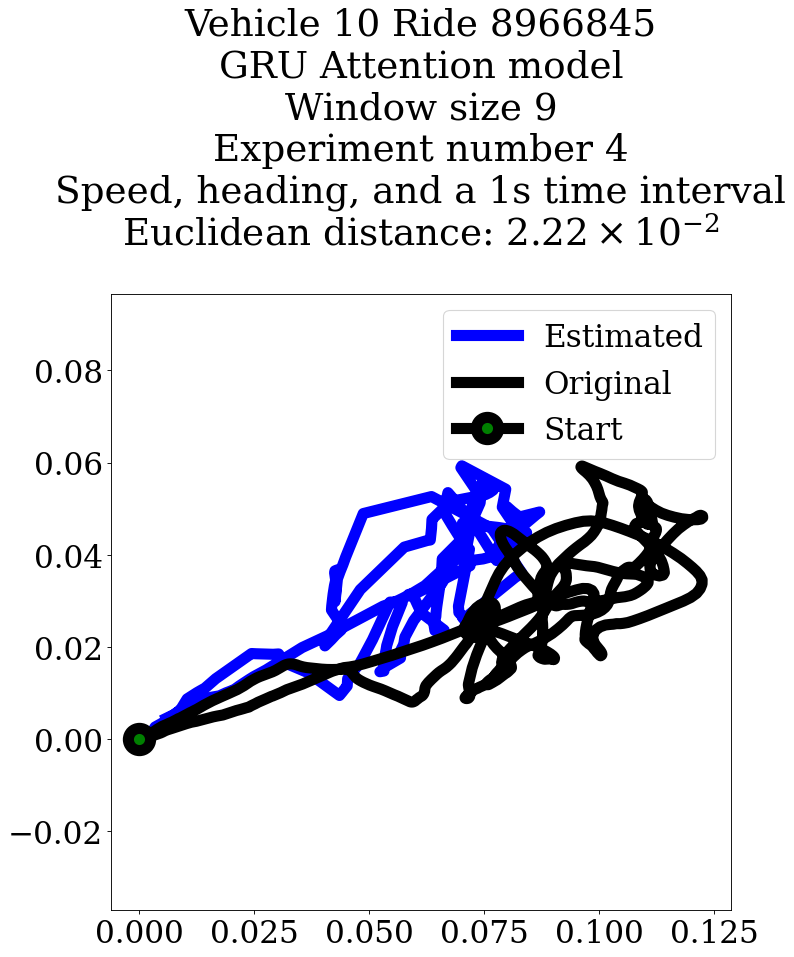 Vehicle 10 Ride 8966845
GRU Attention model
Window size 9
Experiment number 4
Speed, heading, and a 1s time interval
Euclidean distance: 2.22 × 10⁻²
Estimated
Original
Start
0.08
0.06
0.04
0.02
0.00
−0.02
0.000 0.025 0.050 0.075 0.100 0.125